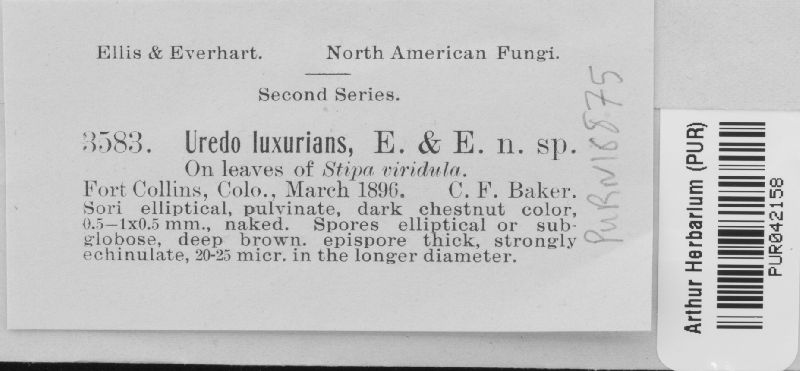 Ellis & Everhart. North American Fungi.
Second Series.
3583. Uredo luxurians, E. & E. n. sp.
On leaves of Stipa viridula.
Fort Collins, Colo., March 1896. C. F. Baker.
Sori elliptical, pulvinate, dark chestnut color,
0.5—1x0.5 mm., naked. Spores elliptical or sub-
globose, deep brown. epispore thick, strongly
echinulate, 20-25 micr. in the longer diameter.
PURN16875
Arthur Herbarium (PUR)
PUR042158